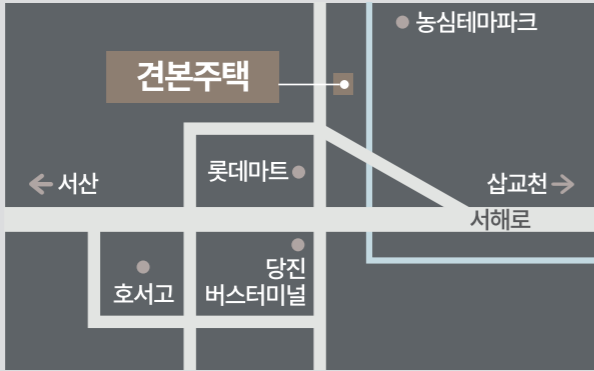 농심테마파크
견본주택
롯데마트
서산
삽교천
서해로
당진
버스터미널
호서고